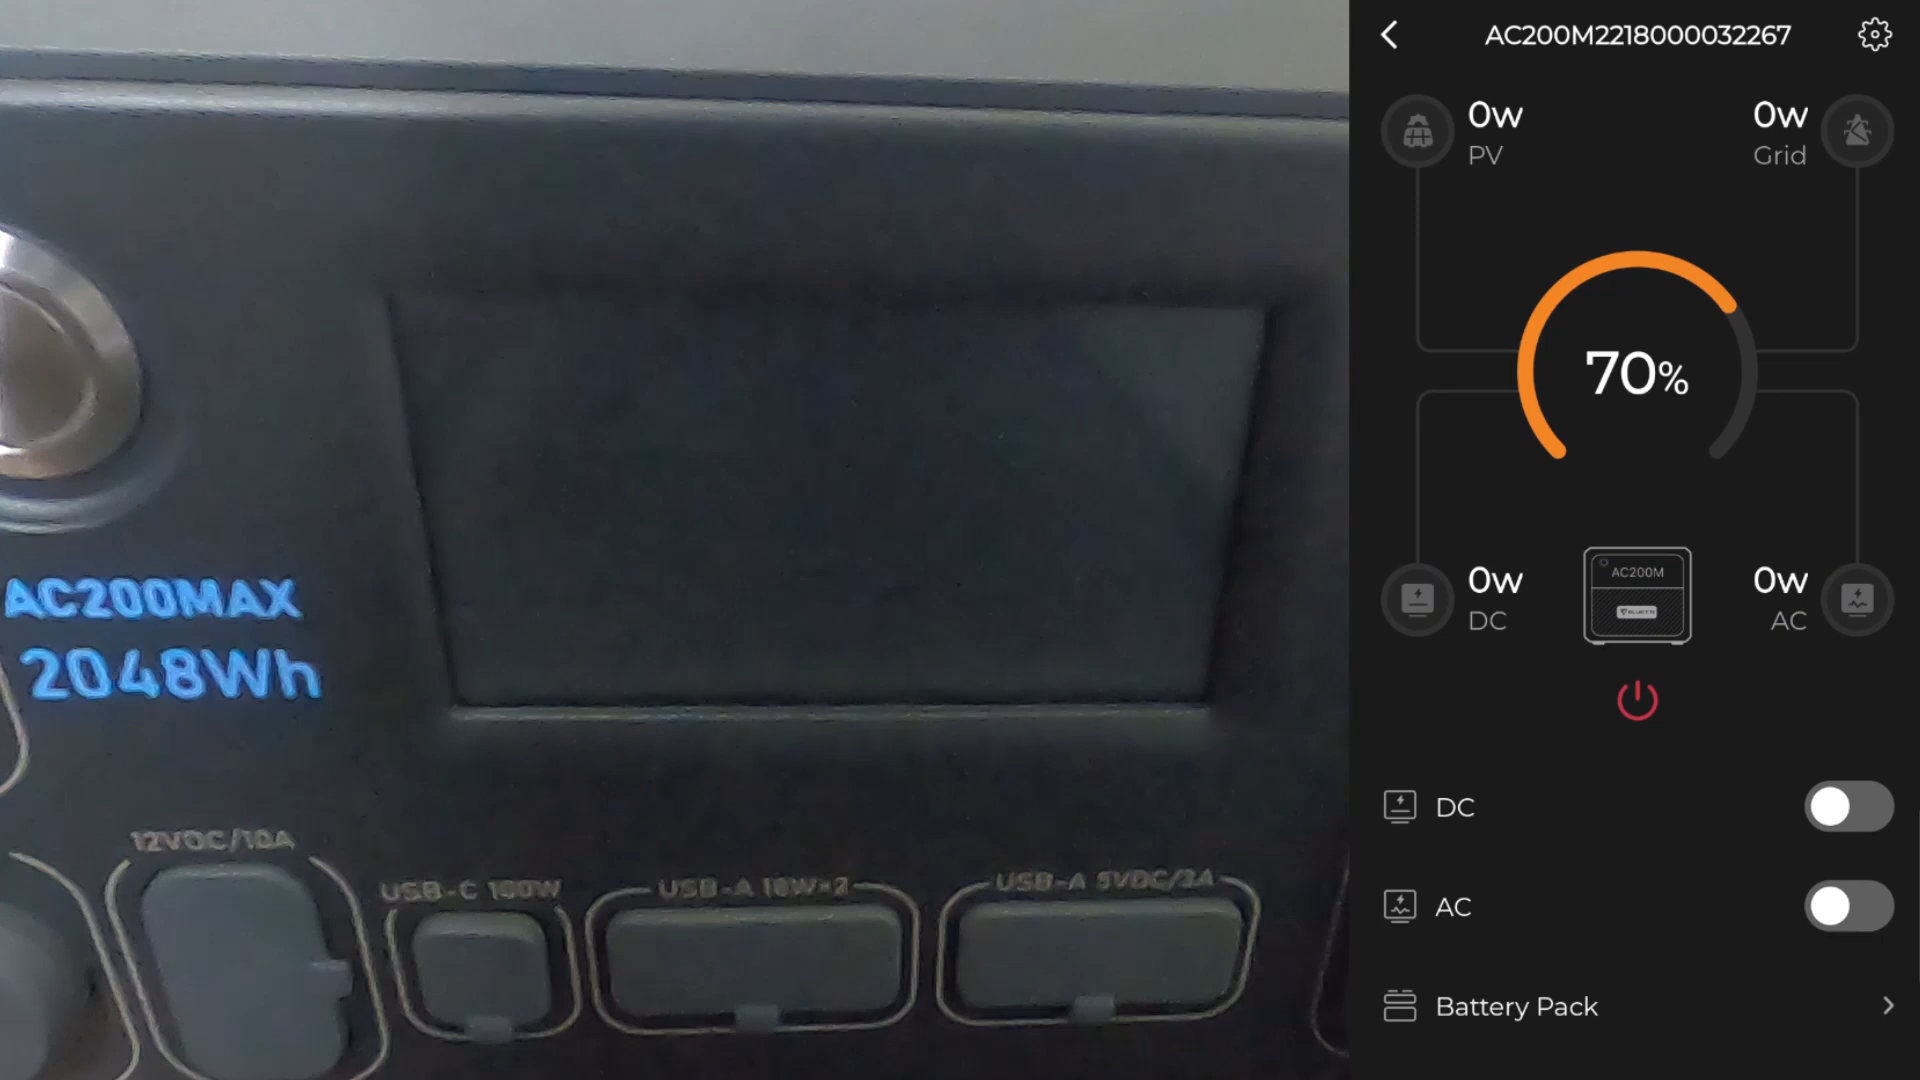 AC200MAX
2048Wh
12VDC/10A
USB-C 100W
USB-A 18W×2
USB-A 5VDC/3A
AC200M2218000032267
0w
PV
0w
Grid
70%
AC200M
BLUETTI
0w
DC
0w
AC
DC
AC
Battery Pack